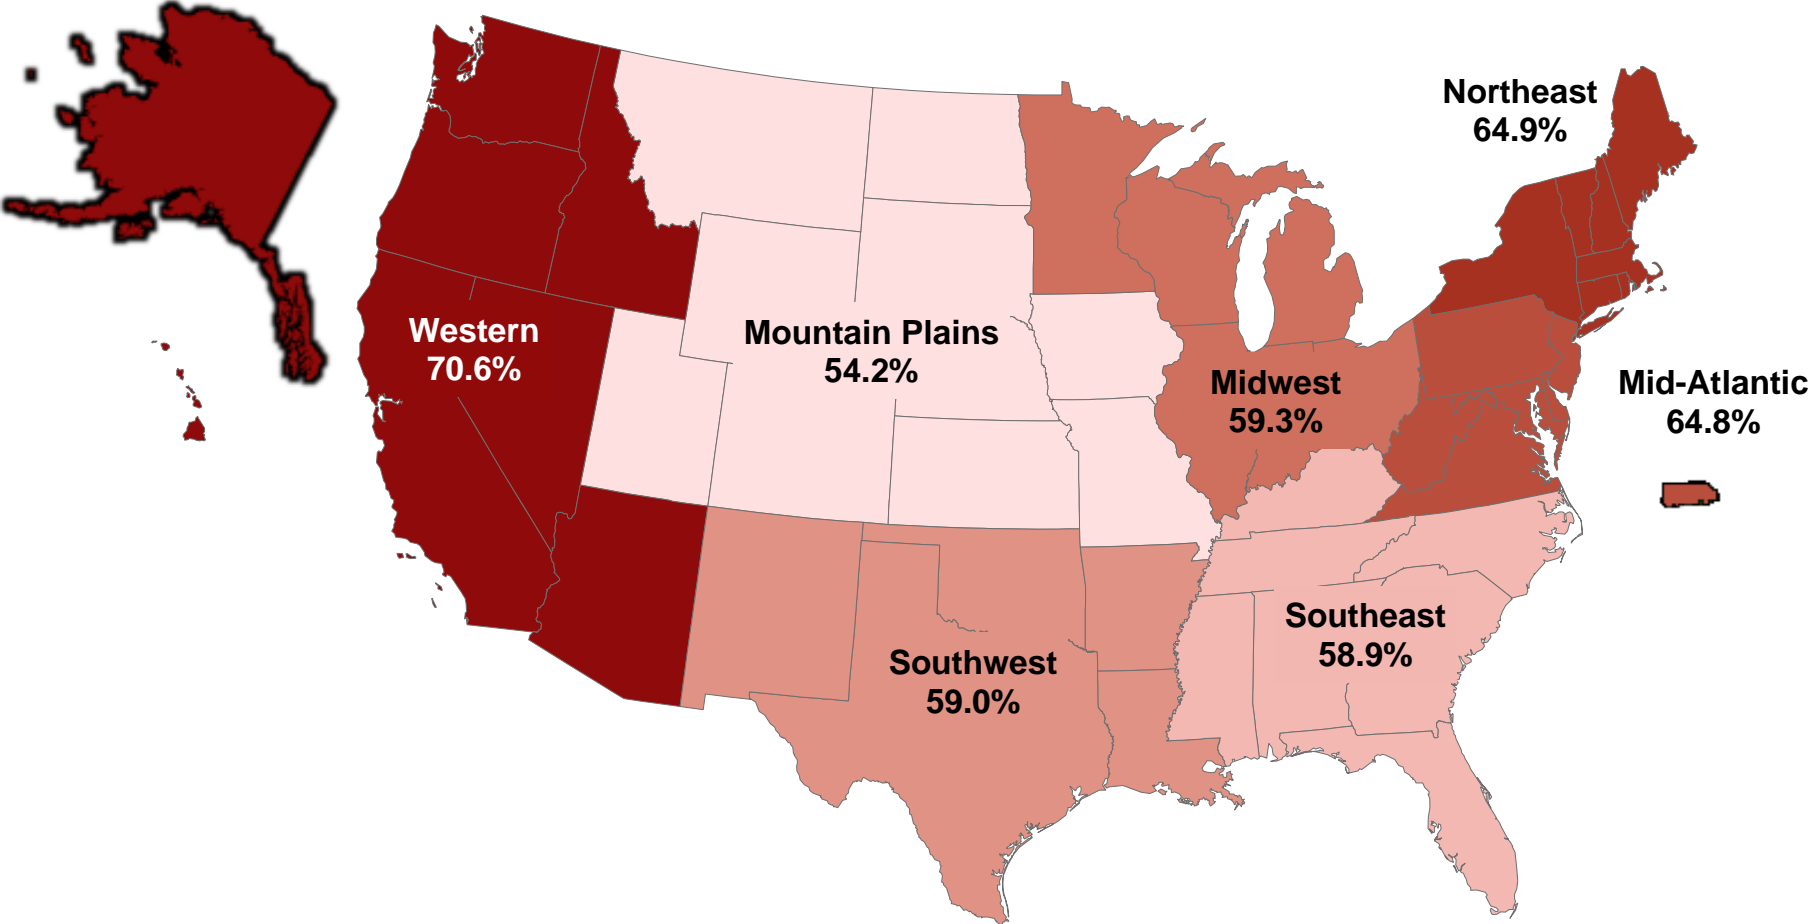 Northeast
64.9%
Western
70.6%
Mountain Plains
54.2%
Midwest
59.3%
Mid-Atlantic
64.8%
Southeast
58.9%
Southwest
59.0%